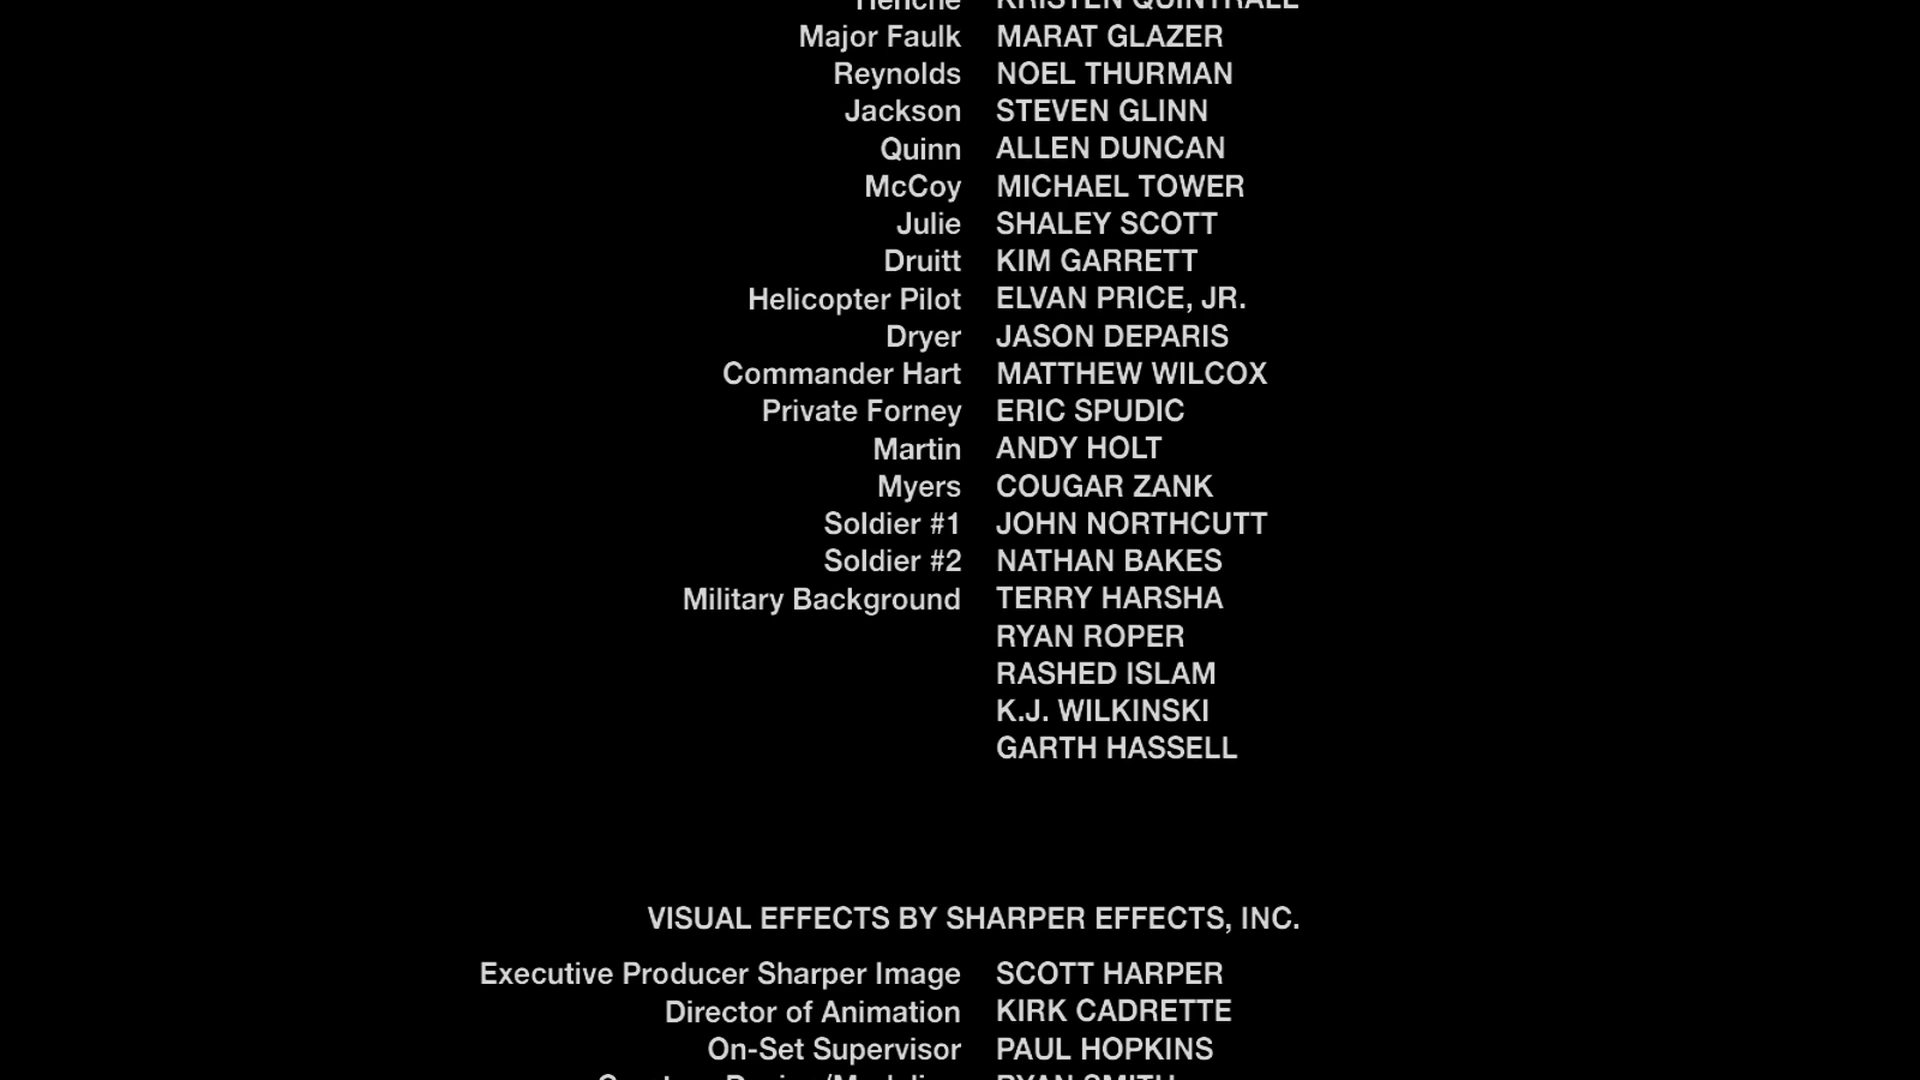 KRISTEN QUINTRALL
Major Faulk MARAT GLAZER
Reynolds NOEL THURMAN
Jackson STEVEN GLINN
Quinn ALLEN DUNCAN
McCoy MICHAEL TOWER
Julie SHALEY SCOTT
Druitt KIM GARRETT
Helicopter Pilot ELVAN PRICE, JR.
Dryer JASON DEPARIS
Commander Hart MATTHEW WILCOX
Private Forney ERIC SPUDIC
Martin ANDY HOLT
Myers COUGAR ZANK
Soldier #1 JOHN NORTHCUTT
Soldier #2 NATHAN BAKES
Military Background TERRY HARSHA
RYAN ROPER
RASHED ISLAM
K.J. WILKINSKI
GARTH HASSELL
VISUAL EFFECTS BY SHARPER EFFECTS, INC.
Executive Producer Sharper Image SCOTT HARPER
Director of Animation KIRK CADRETTE
On-Set Supervisor PAUL HOPKINS
RYAN SMITH